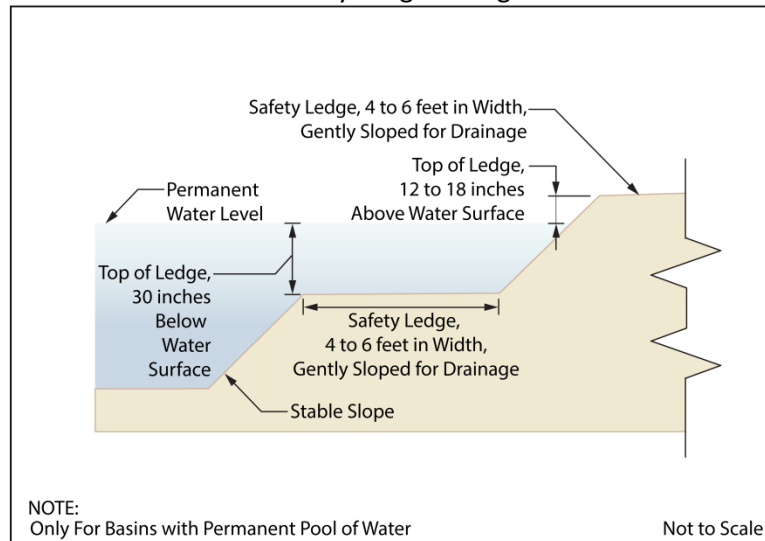 Safety Ledge, 4 to 6 feet in Width,
Gently Sloped for Drainage
Top of Ledge,
12 to 18 inches
Above Water Surface
Permanent
Water Level
Top of Ledge,
30 inches
Below
Water
Surface
Safety Ledge,
4 to 6 feet in Width,
Gently Sloped for Drainage
Stable Slope
NOTE:
Only For Basins with Permanent Pool of Water
Not to Scale